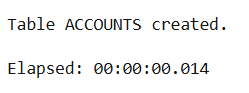 Table ACCOUNTS created.
Elapsed: 00:00:00.014